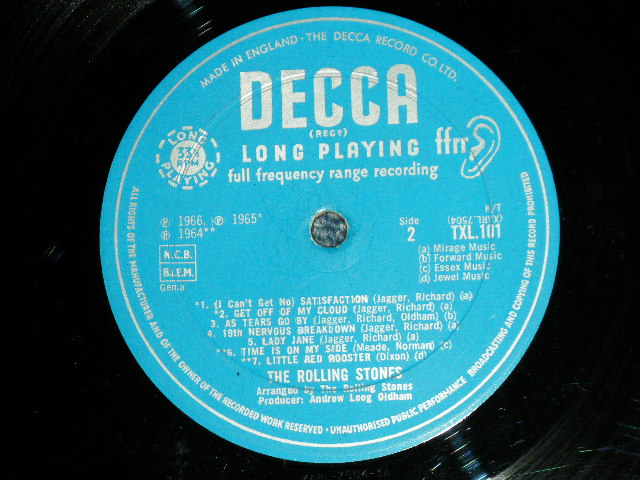 MADE IN ENGLAND · THE DECCA RECORD CO. LTD.
DECCA
(REGD)
LONG PLAYING
ffrr
full frequency range recording
LONG
33⅓
RPM
PLAYING
℗ 1966, ℗ 1965*
℗ 1964**
N.C.B.
B.I.E.M.
Gema
Side
2
(XARL.7504)
T/K
TXL.101
(a) Mirage Music
(b) Forward Music
(c) Essex Music
(d) Jewel Music
*1. (I Can't Get No) SATISFACTION (Jagger, Richard) (a)
*2. GET OFF OF MY CLOUD (Jagger, Richard) (a)
3. AS TEARS GO BY (Jagger, Richard, Oldham) (b)
4. 19th NERVOUS BREAKDOWN (Jagger, Richard) (a)
5. LADY JANE (Jagger, Richard) (a)
**6. TIME IS ON MY SIDE (Meade, Norman) (c)
**7. LITTLE RED ROOSTER (Dixon) (d)
THE ROLLING STONES
Arranged by The Rolling Stones
Producer: Andrew Loog Oldham
ALL RIGHTS OF THE MANUFACTURER AND OF THE OWNER OF THE RECORDED WORK RESERVED · UNAUTHORISED PUBLIC PERFORMANCE BROADCASTING AND COPYING OF THIS RECORD PROHIBITED